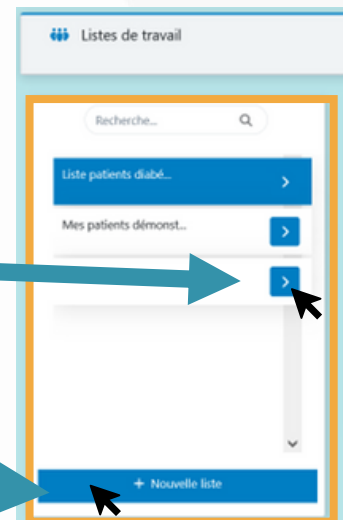 Listes de travail
Recherche...
Liste patients diabé...
Mes patients démonst...
+ Nouvelle liste